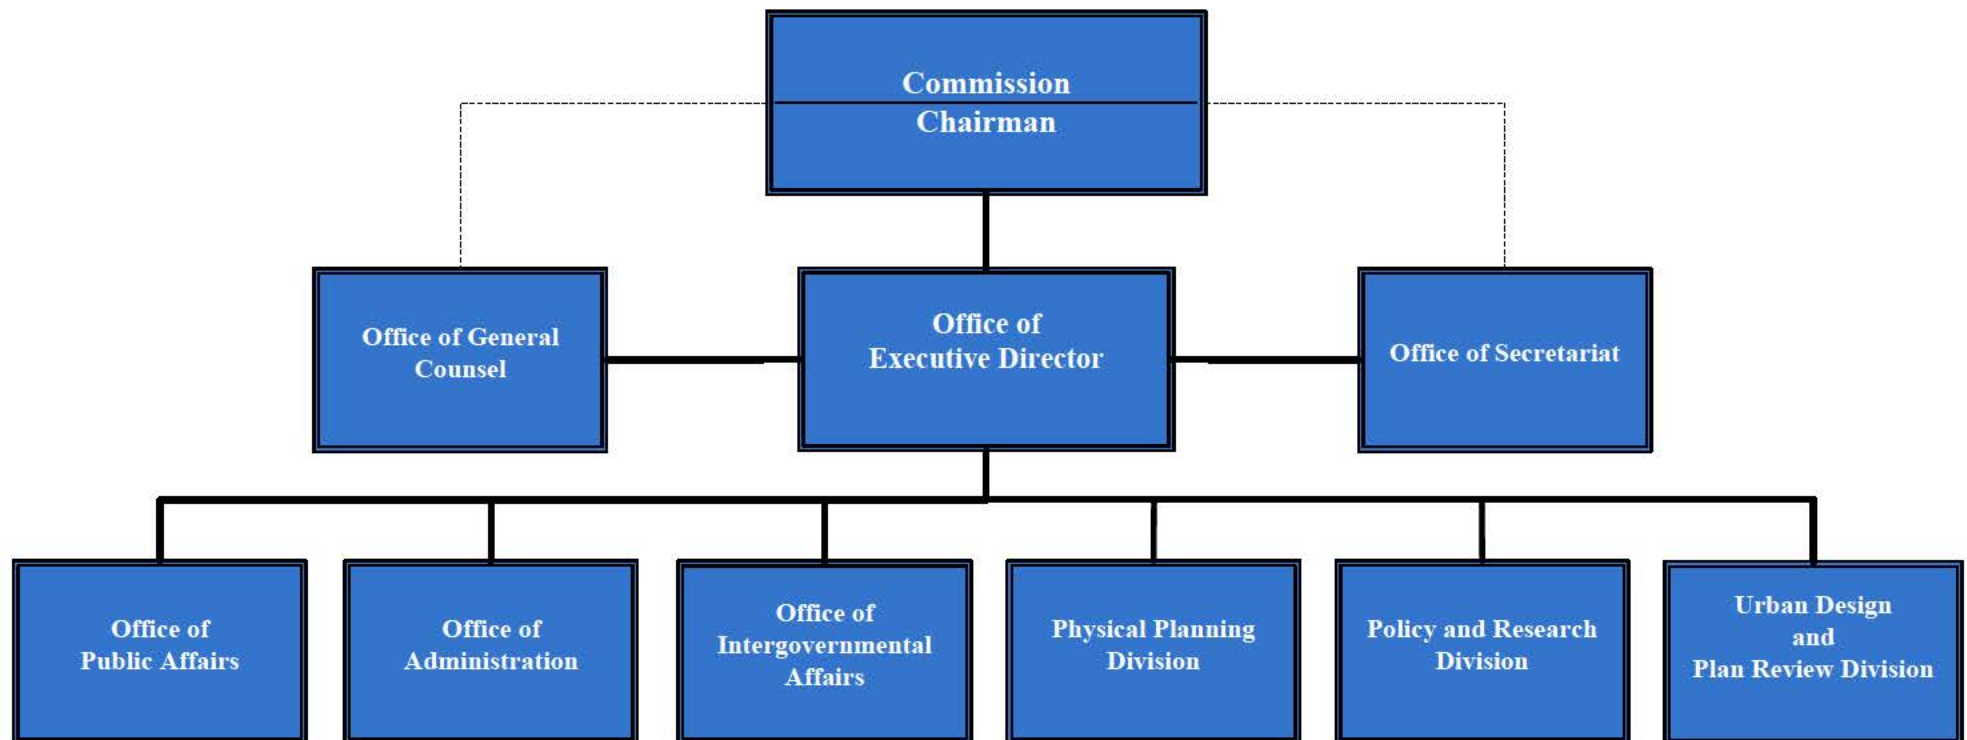 Commission
Chairman
Office of General
Counsel
Office of
Executive Director
Office of Secretariat
Office of
Public Affairs
Office of
Administration
Office of
Intergovernmental
Affairs
Physical Planning
Division
Policy and Research
Division
Urban Design
and
Plan Review Division